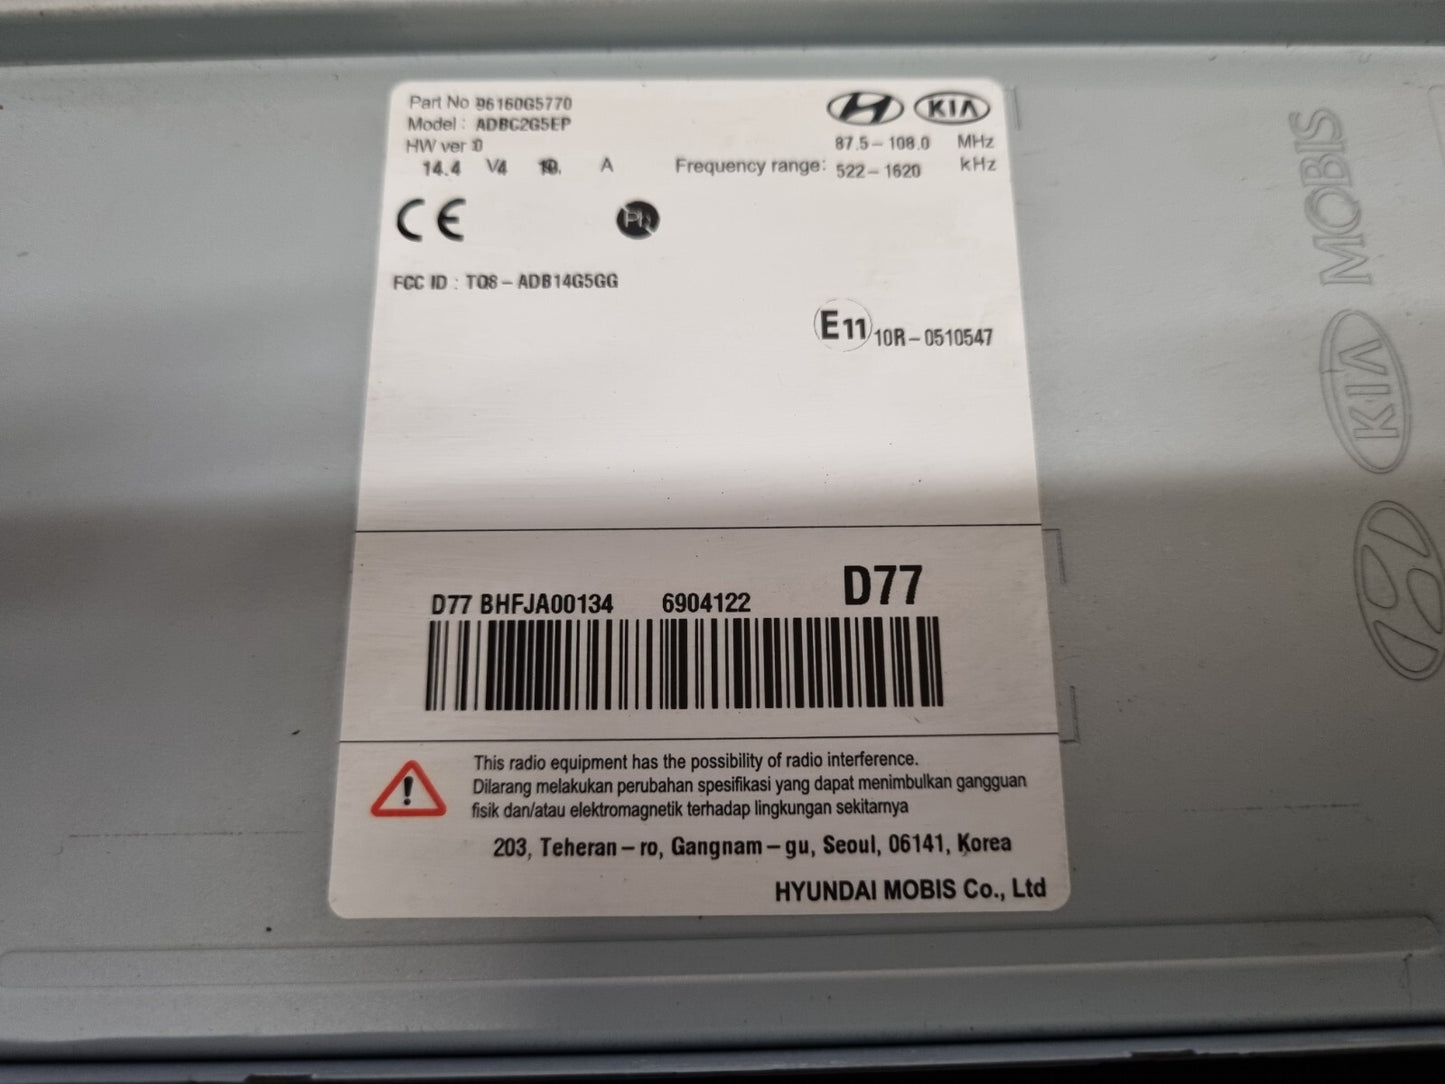 Part No 96160G5770
Model : ADBC2G5EP
HW ver :0
14.4 V4 10. A
KIA
87.5 – 108.0 MHz
Frequency range: 522 – 1620 kHz
CE
Pb
FCC ID : TQ8 – ADB14G5GG
E11 10R – 0510547
D77 BHFJA00134 6904122 D77
This radio equipment has the possibility of radio interference.
Dilarang melakukan perubahan spesifikasi yang dapat menimbulkan gangguan
fisik dan/atau elektromagnetik terhadap lingkungan sekitarnya
203, Teheran – ro, Gangnam – gu, Seoul, 06141, Korea
HYUNDAI MOBIS Co., Ltd
KIA MOBIS